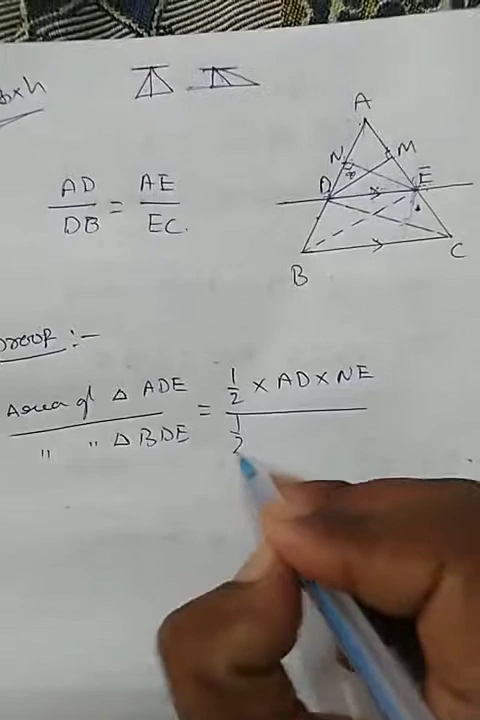 b×h
AD/DB = AE/EC.
A
N M
D E
B C
Proof :-
Area of △ ADE / " " △ BDE = 1/2 × AD × NE / 1/2